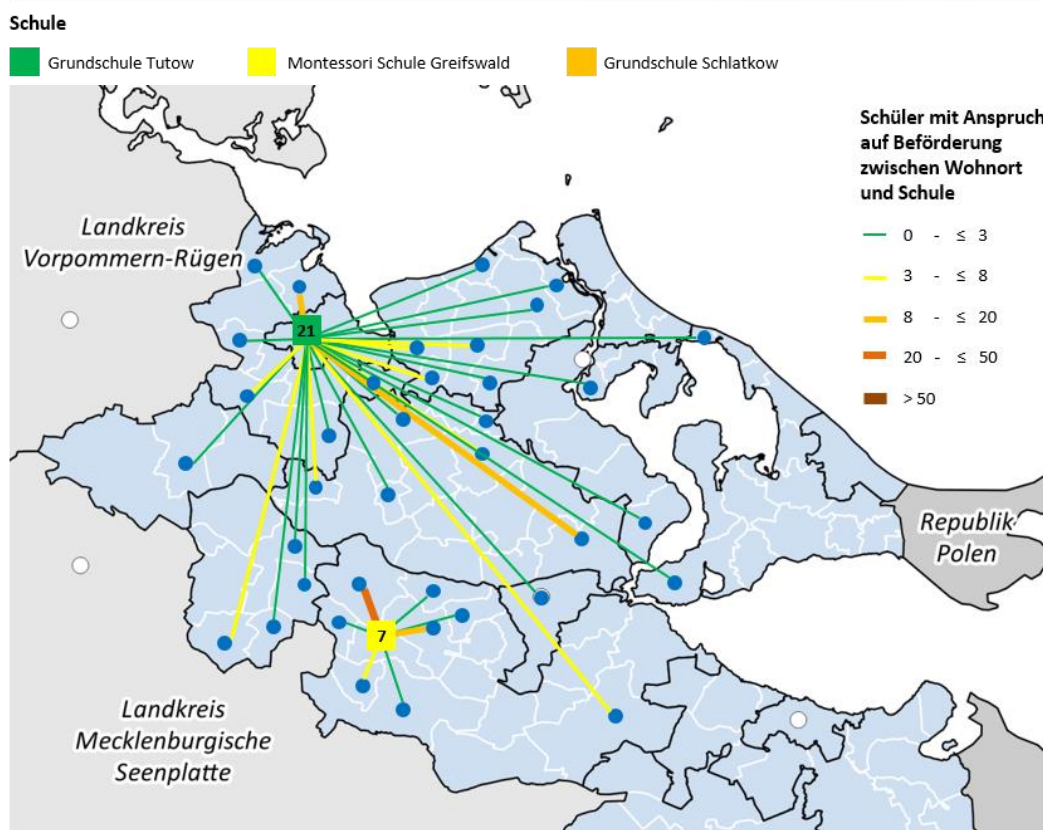 Schule
Grundschule Tutow
Montessori Schule Greifswald
Grundschule Schlatkow
Schüler mit Anspruch
auf Beförderung
zwischen Wohnort
und Schule
0 - ≤ 3
3 - ≤ 8
8 - ≤ 20
20 - ≤ 50
> 50
Landkreis
Vorpommern-Rügen
21
Republik
Polen
7
Landkreis
Mecklenburgische
Seenplatte